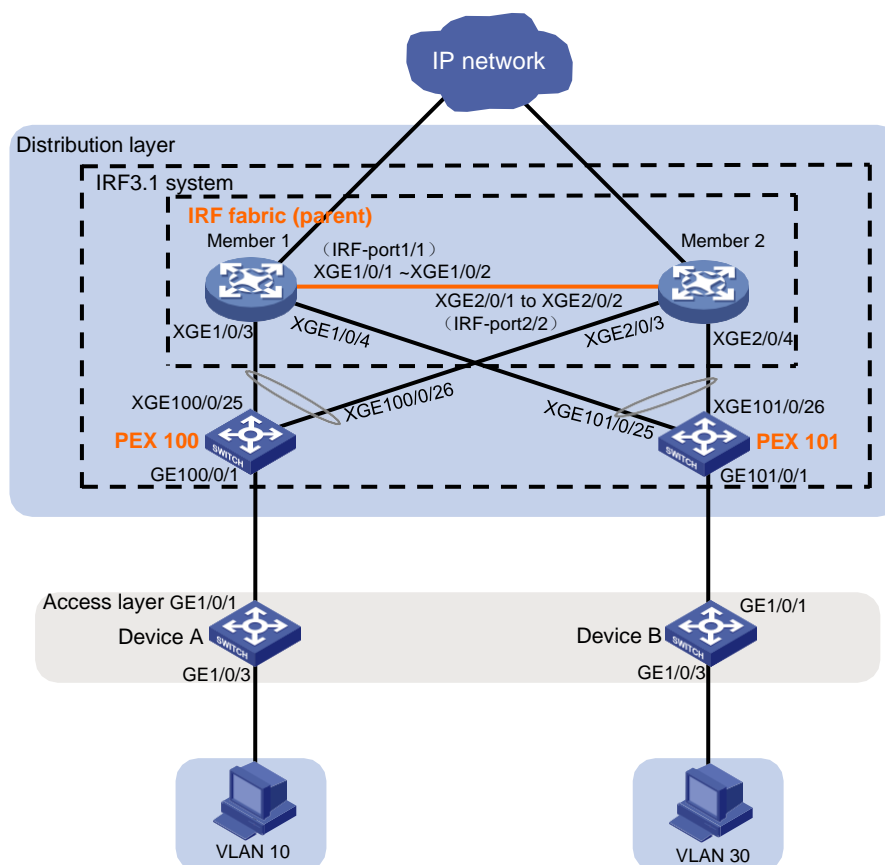 IP network
Distribution layer
IRF3.1 system
IRF fabric (parent)
Member 1
Member 2
（IRF-port1/1）
XGE1/0/1 ~XGE1/0/2
XGE2/0/1 to XGE2/0/2
（IRF-port2/2）
XGE1/0/3
XGE1/0/4
XGE2/0/3
XGE2/0/4
XGE100/0/25
XGE100/0/26
XGE101/0/25
XGE101/0/26
PEX 100
SWITCH
SWITCH
PEX 101
GE100/0/1
GE101/0/1
Access layer
GE1/0/1
GE1/0/1
Device A
SWITCH
Device B
SWITCH
GE1/0/3
GE1/0/3
VLAN 10
VLAN 30